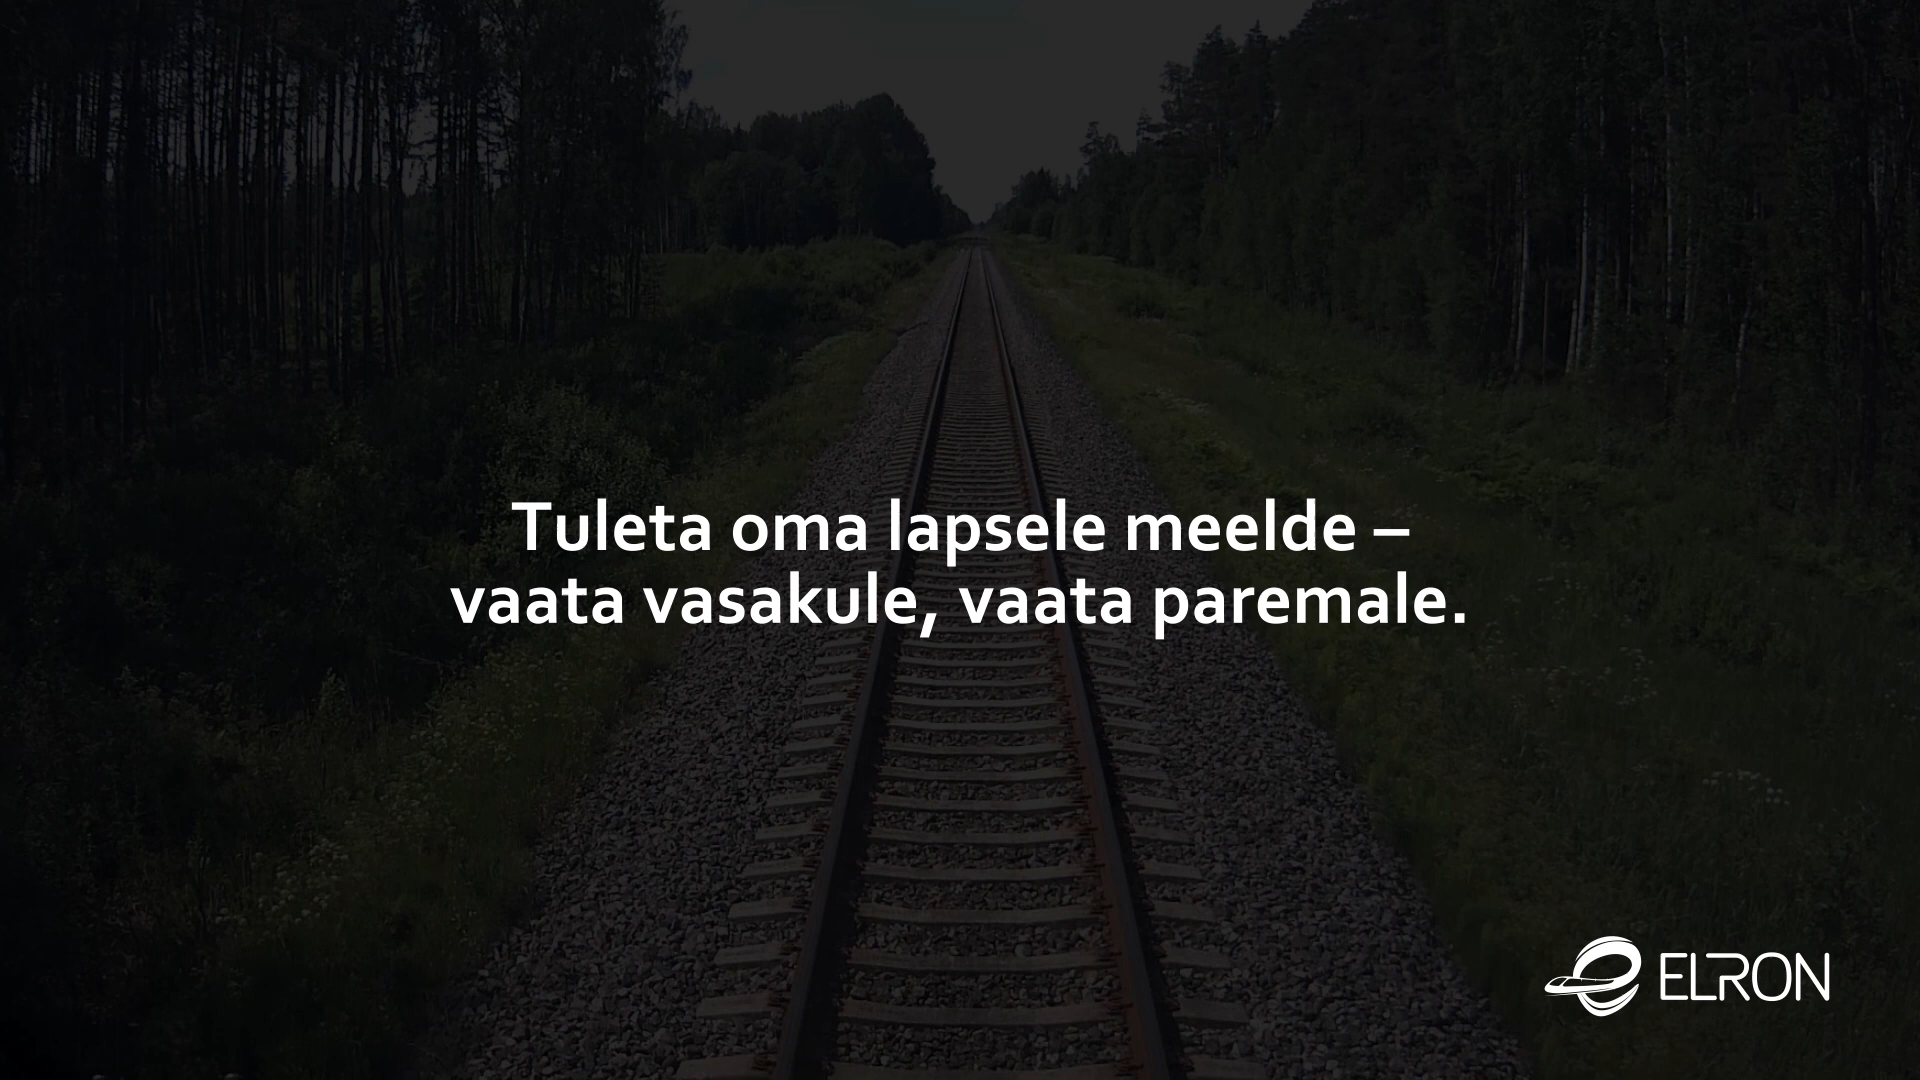 Tuleta oma lapsele meelde –
vaata vasakule, vaata paremale.
ELRON